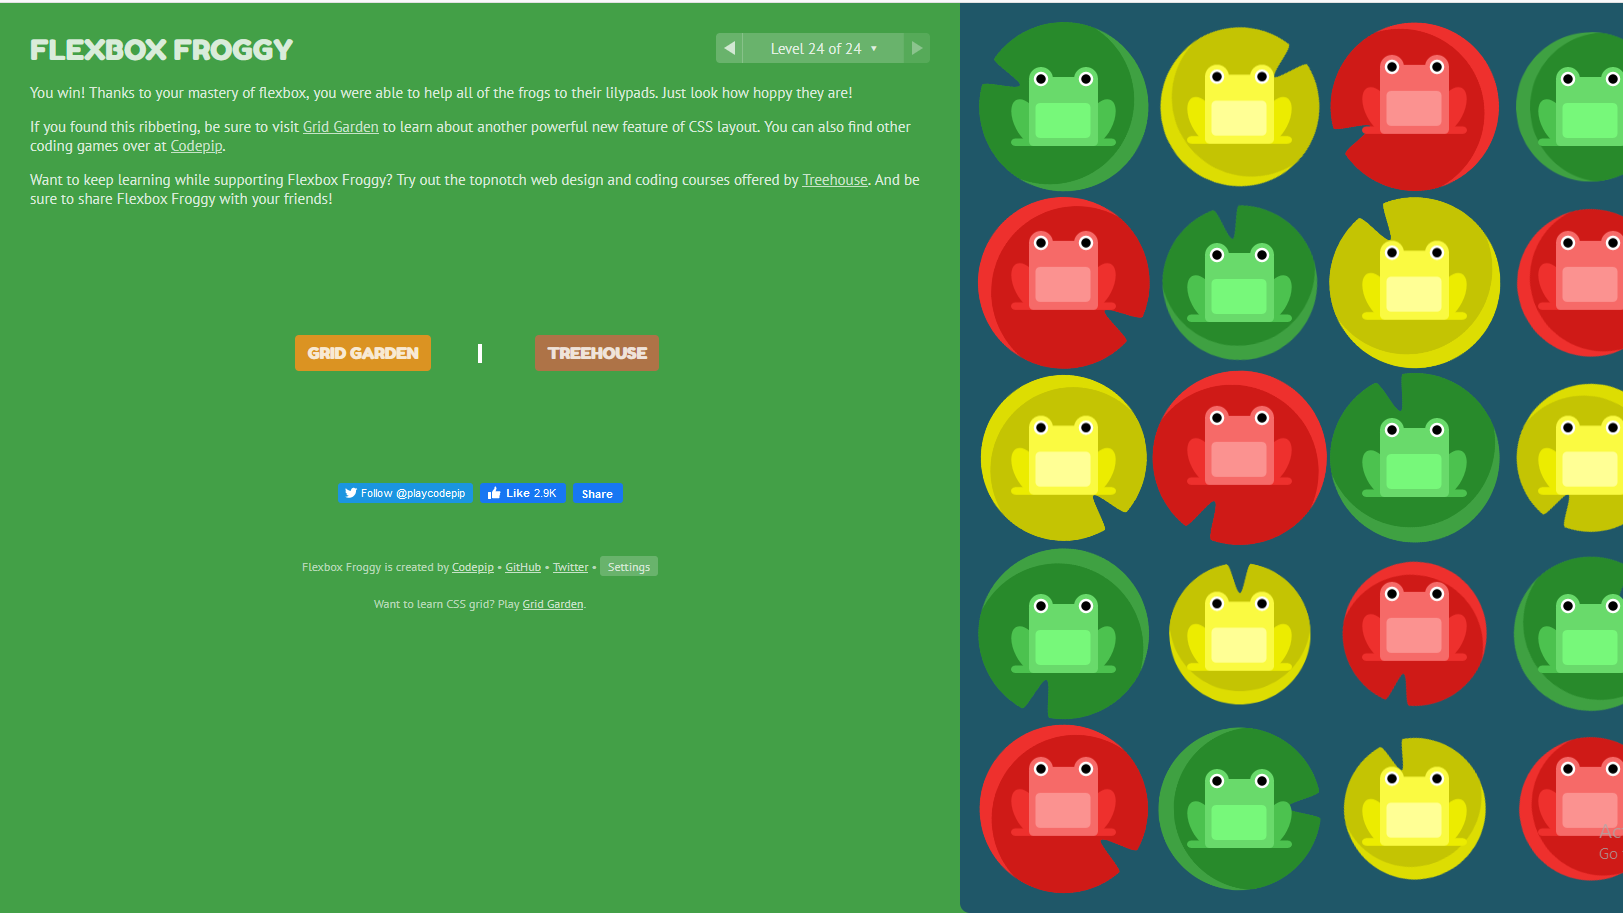 FLEXBOX FROGGY
Level 24 of 24
You win! Thanks to your mastery of flexbox, you were able to help all of the frogs to their lilypads. Just look how hoppy they are!
If you found this ribbeting, be sure to visit Grid Garden to learn about another powerful new feature of CSS layout. You can also find other
coding games over at Codepip.
Want to keep learning while supporting Flexbox Froggy? Try out the topnotch web design and coding courses offered by Treehouse. And be
sure to share Flexbox Froggy with your friends!
GRID GARDEN | TREEHOUSE
Follow @playcodepip Like 2.9K Share
Flexbox Froggy is created by Codepip • GitHub • Twitter • Settings
Want to learn CSS grid? Play Grid Garden.
Go